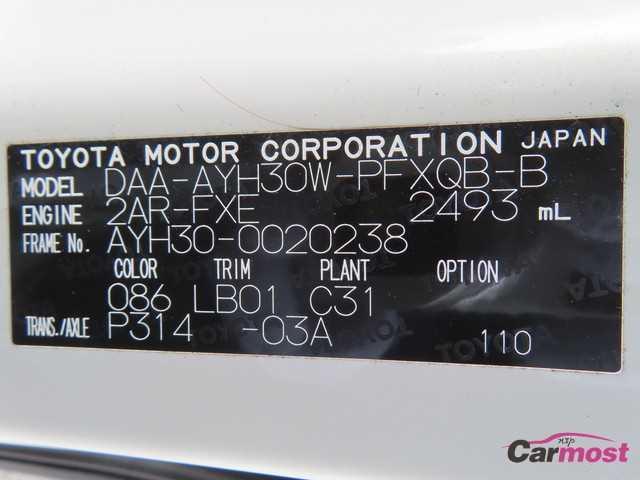 TOYOTA MOTOR CORPORATION JAPAN
MODEL DAA-AYH30W-PFXQB-B
ENGINE 2AR-FXE 2493 mL
FRAME No. AYH30-0020238
COLOR TRIM PLANT OPTION
086 LB01 C31
TRANS./AXLE P314 -03A
110
Carmost